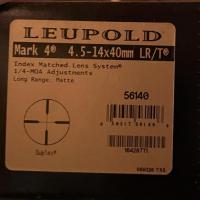 LEUPOLD
Mark 4® 4.5-14x40mm LR/T®
Index Matched Lens System®
1/4-MOA Adjustments
Long Range, Matte
56140
Duplex®